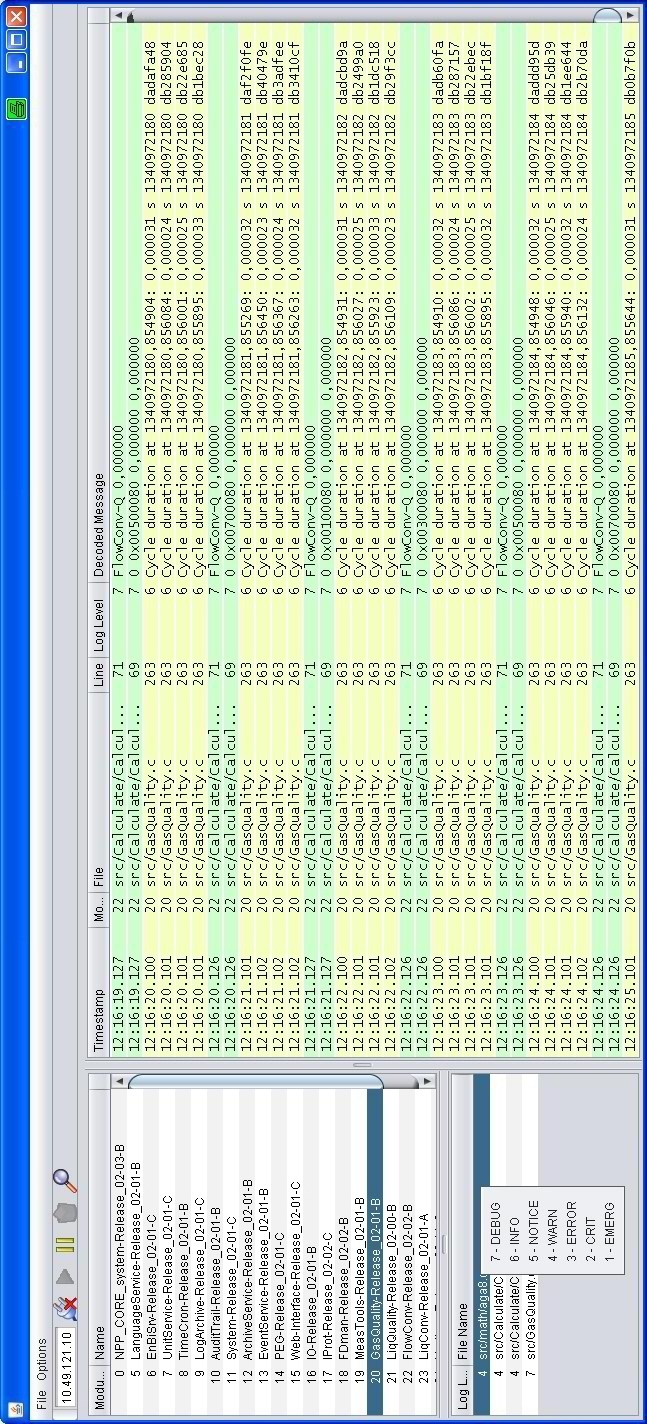 File Options
10.49.121.10
Modu... Name
0 NPP_CORE_system-Release_02-03-B
5 LanguageService-Release_02-01-B
6 EnBiSrv-Release_02-01-C
7 UnitService-Release_02-01-C
8 TimeCron-Release_02-01-B
9 LogArchive-Release_02-01-C
10 AuditTrail-Release_02-01-B
11 System-Release_02-01-C
12 ArchiveService-Release_02-01-B
13 EventService-Release_02-01-B
14 PEG-Release_02-01-C
15 Web-Interface-Release_02-01-C
16 IO-Release_02-01-B
17 IProt-Release_02-02-C
18 FDman-Release_02-02-B
19 MeasTools-Release_02-01-B
20 GasQuality-Release_02-01-B
21 LiqQuality-Release_02-00-B
22 FlowConv-Release_02-02-B
23 LiqConv-Release_02-01-A
Log L... File Name
4 src/math/aga8.c
4 src/Calculate/C
4 src/Calculate/C
7 src/GasQuality.
7 - DEBUG
6 - INFO
5 - NOTICE
4 - WARN
3 - ERROR
2 - CRIT
1 - EMERG
Timestamp Mo... File Line Log Level Decoded Message
12:16:19.127 22 src/Calculate/Calcul... 71 7 FlowConv-Q 0,000000
12:16:19.127 22 src/Calculate/Calcul... 69 7 0 0x00500080 0,000000 0,000000
12:16:20.100 20 src/GasQuality.c 263 6 Cycle duration at 1340972180,854904: 0,000031 s 1340972180 dadafa48
12:16:20.101 20 src/GasQuality.c 263 6 Cycle duration at 1340972180,856084: 0,000024 s 1340972180 db285904
12:16:20.101 20 src/GasQuality.c 263 6 Cycle duration at 1340972180,856001: 0,000025 s 1340972180 db22e685
12:16:20.101 20 src/GasQuality.c 263 6 Cycle duration at 1340972180,855895: 0,000033 s 1340972180 db1bec28
12:16:20.126 22 src/Calculate/Calcul... 71 7 FlowConv-Q 0,000000
12:16:20.126 22 src/Calculate/Calcul... 69 7 0 0x00700080 0,000000 0,000000
12:16:21.101 20 src/GasQuality.c 263 6 Cycle duration at 1340972181,855269: 0,000032 s 1340972181 daf2f0fe
12:16:21.101 20 src/GasQuality.c 263 6 Cycle duration at 1340972181,856450: 0,000023 s 1340972181 db40479e
12:16:21.102 20 src/GasQuality.c 263 6 Cycle duration at 1340972181,856367: 0,000024 s 1340972181 db3adfee
12:16:21.102 20 src/GasQuality.c 263 6 Cycle duration at 1340972181,856263: 0,000032 s 1340972181 db3410cf
12:16:21.127 22 src/Calculate/Calcul... 71 7 FlowConv-Q 0,000000
12:16:21.127 22 src/Calculate/Calcul... 69 7 0 0x00100080 0,000000 0,000000
12:16:22.100 20 src/GasQuality.c 263 6 Cycle duration at 1340972182,854931: 0,000031 s 1340972182 dadcbd9a
12:16:22.101 20 src/GasQuality.c 263 6 Cycle duration at 1340972182,856027: 0,000025 s 1340972182 db2499a0
12:16:22.101 20 src/GasQuality.c 263 6 Cycle duration at 1340972182,855923: 0,000033 s 1340972182 db1dc518
12:16:22.102 20 src/GasQuality.c 263 6 Cycle duration at 1340972182,856109: 0,000032 s 1340972182 db29f3cc
12:16:22.126 22 src/Calculate/Calcul... 71 7 FlowConv-Q 0,000000
12:16:22.126 22 src/Calculate/Calcul... 69 7 0 0x00300080 0,000000 0,000000
12:16:23.100 20 src/GasQuality.c 263 6 Cycle duration at 1340972183,854910: 0,000032 s 1340972183 dadb60fa
12:16:23.101 20 src/GasQuality.c 263 6 Cycle duration at 1340972183,856086: 0,000024 s 1340972183 db287157
12:16:23.101 20 src/GasQuality.c 263 6 Cycle duration at 1340972183,856002: 0,000025 s 1340972183 db22ebec
12:16:23.101 20 src/GasQuality.c 263 6 Cycle duration at 1340972183,855895: 0,000032 s 1340972183 db1bf18f
12:16:23.126 22 src/Calculate/Calcul... 71 7 FlowConv-Q 0,000000
12:16:23.126 22 src/Calculate/Calcul... 69 7 0 0x00500080 0,000000 0,000000
12:16:24.100 20 src/GasQuality.c 263 6 Cycle duration at 1340972184,854948: 0,000032 s 1340972184 daddd95d
12:16:24.101 20 src/GasQuality.c 263 6 Cycle duration at 1340972184,856046: 0,000025 s 1340972184 db25db39
12:16:24.101 20 src/GasQuality.c 263 6 Cycle duration at 1340972184,855940: 0,000032 s 1340972184 db1ee644
12:16:24.102 20 src/GasQuality.c 263 6 Cycle duration at 1340972184,856132: 0,000024 s 1340972184 db2b70da
12:16:24.126 22 src/Calculate/Calcul... 71 7 FlowConv-Q 0,000000
12:16:24.126 22 src/Calculate/Calcul... 69 7 0 0x00700080 0,000000 0,000000
12:16:25.101 20 src/GasQuality.c 263 6 Cycle duration at 1340972185,855644: 0,000031 s 1340972185 db0b7f0b